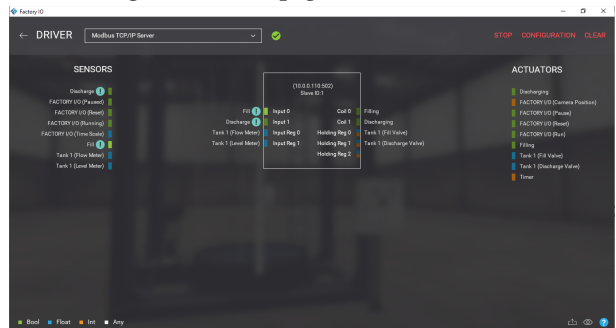 Factory IO
← DRIVER Modbus TCP/IP Server STOP CONFIGURATION CLEAR
SENSORS
Discharge
FACTORY I/O (Paused)
FACTORY I/O (Reset)
FACTORY I/O (Running)
FACTORY I/O (Time Scale)
Fill
Tank 1 (Flow Meter)
Tank 1 (Level Meter)
(10.0.0.110:502)
Slave ID:1
Fill Input 0 Coil 0 Filling
Discharge Input 1 Coil 1 Discharging
Tank 1 (Flow Meter) Input Reg 0 Holding Reg 0 Tank 1 (Fill Valve)
Tank 1 (Level Meter) Input Reg 1 Holding Reg 1 Tank 1 (Discharge Valve)
Holding Reg 2
ACTUATORS
Discharging
FACTORY I/O (Camera Position)
FACTORY I/O (Pause)
FACTORY I/O (Reset)
FACTORY I/O (Run)
Filling
Tank 1 (Fill Valve)
Tank 1 (Discharge Valve)
Timer
Bool Float Int Any